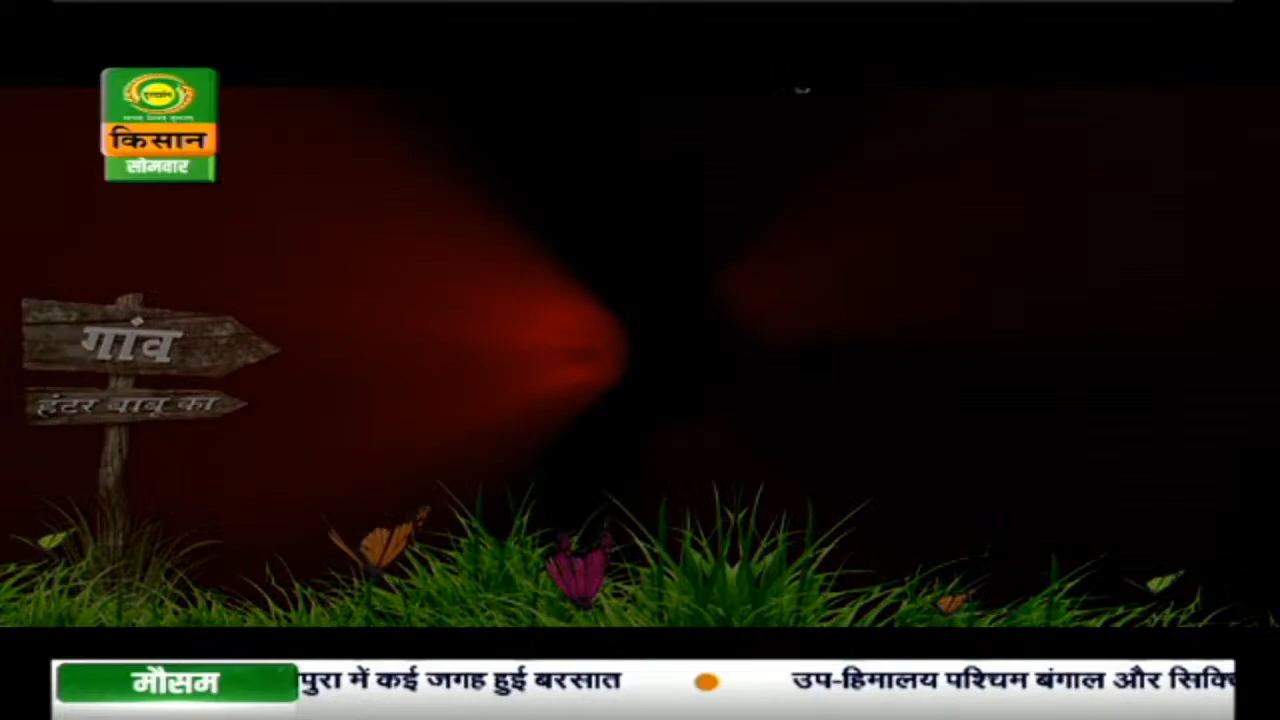 किसान
सोमवार
गांव
हंटर बाबू का
मौसम
पुरा में कई जगह हुई बरसात
उप-हिमालय पश्चिम बंगाल और सिक्कि